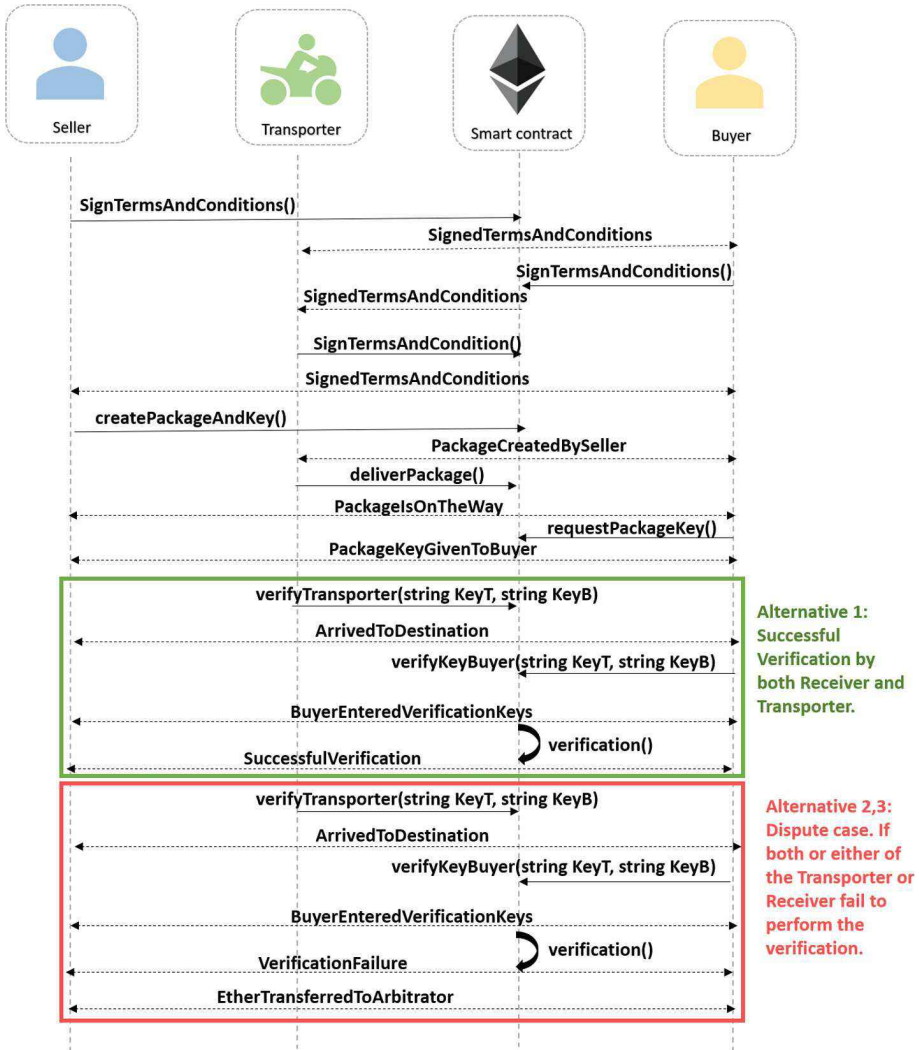 Seller
Transporter
Smart contract
Buyer
SignTermsAndConditions()
SignedTermsAndConditions
SignTermsAndConditions()
SignedTermsAndConditions
SignTermsAndCondition()
SignedTermsAndConditions
createPackageAndKey()
PackageCreatedBySeller
deliverPackage()
PackageIsOnTheWay
requestPackageKey()
PackageKeyGivenToBuyer
verifyTransporter(string KeyT, string KeyB)
ArrivedToDestination
verifyKeyBuyer(string KeyT, string KeyB)
BuyerEnteredVerificationKeys
verification()
SuccessfulVerification
Alternative 1:
Successful
Verification by
both Receiver and
Transporter.
verifyTransporter(string KeyT, string KeyB)
ArrivedToDestination
verifyKeyBuyer(string KeyT, string KeyB)
BuyerEnteredVerificationKeys
verification()
VerificationFailure
EtherTransferredToArbitrator
Alternative 2,3:
Dispute case. If
both or either of
the Transporter or
Receiver fail to
perform the
verification.